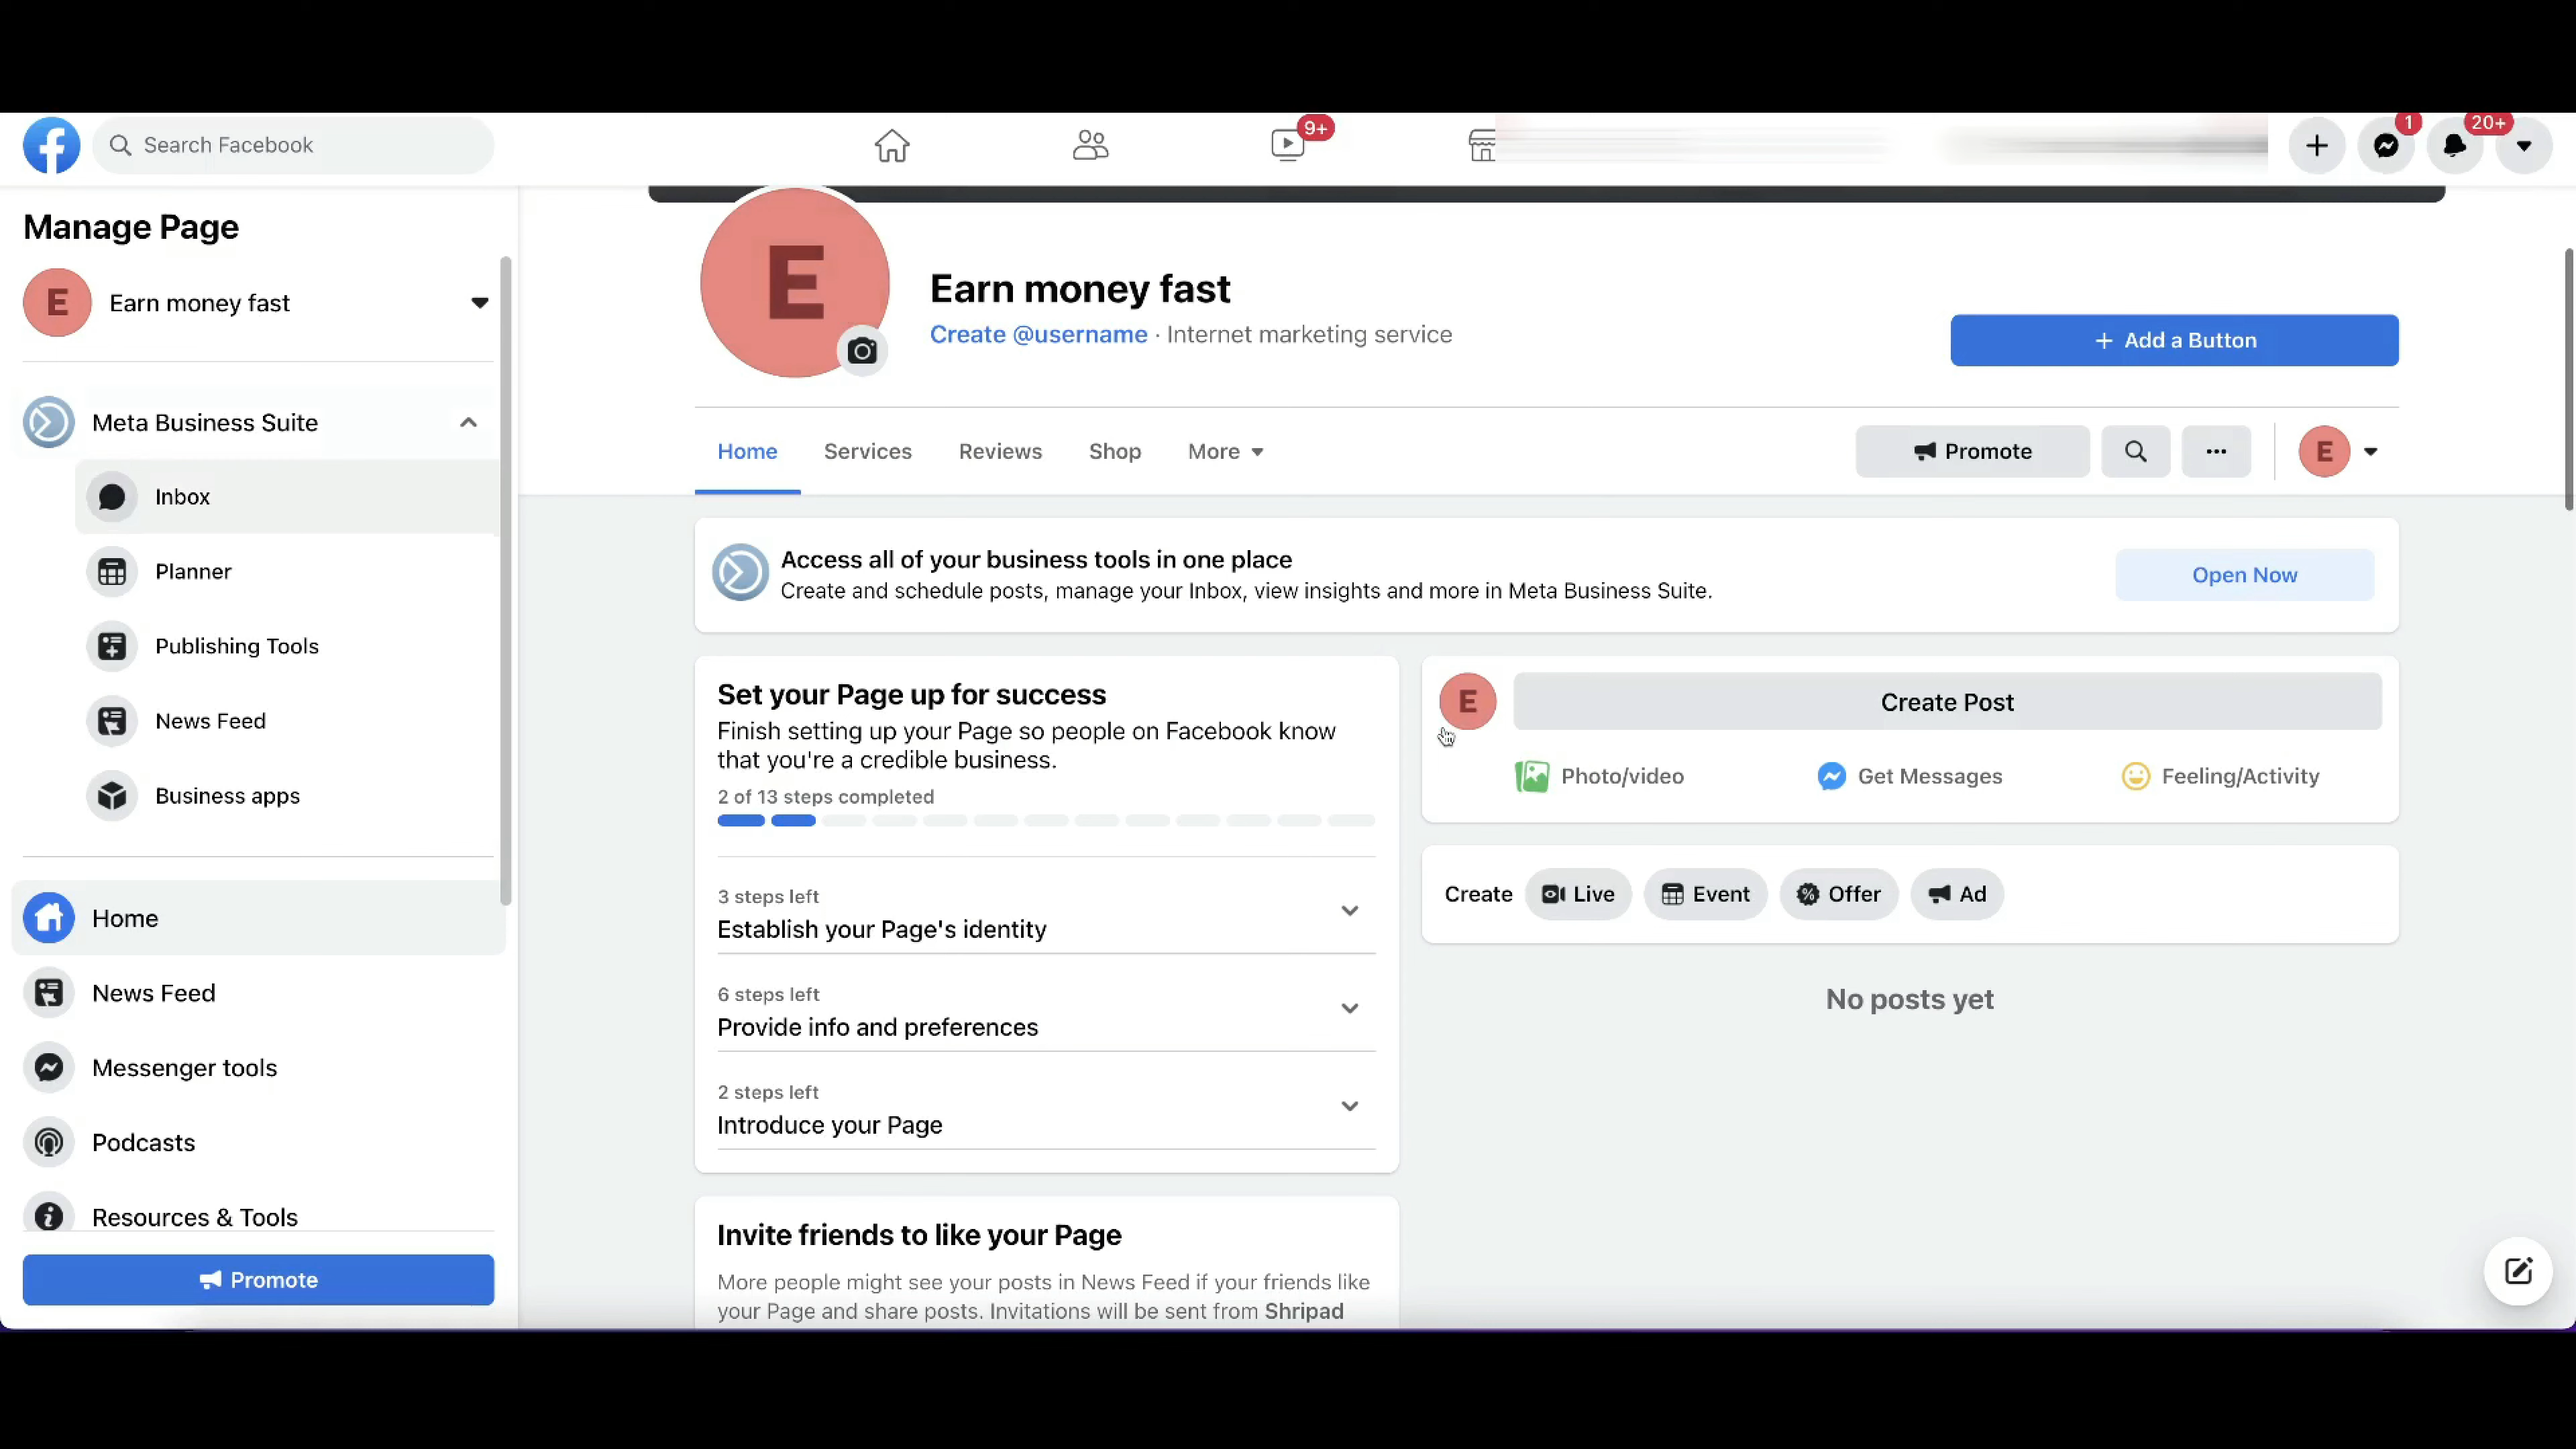 Search Facebook
9+
1
20+
Manage Page
E Earn money fast
Meta Business Suite
Inbox
Planner
Publishing Tools
News Feed
Business apps
Home
News Feed
Messenger tools
Podcasts
Resources & Tools
Promote
E
Earn money fast
Create @username · Internet marketing service
+ Add a Button
Home Services Reviews Shop More
Promote
E
Access all of your business tools in one place
Create and schedule posts, manage your Inbox, view insights and more in Meta Business Suite.
Open Now
Set your Page up for success
Finish setting up your Page so people on Facebook know
that you're a credible business.
2 of 13 steps completed
3 steps left
Establish your Page's identity
6 steps left
Provide info and preferences
2 steps left
Introduce your Page
Invite friends to like your Page
More people might see your posts in News Feed if your friends like
your Page and share posts. Invitations will be sent from Shripad
E
Create Post
Photo/video Get Messages Feeling/Activity
Create Live Event Offer Ad
No posts yet